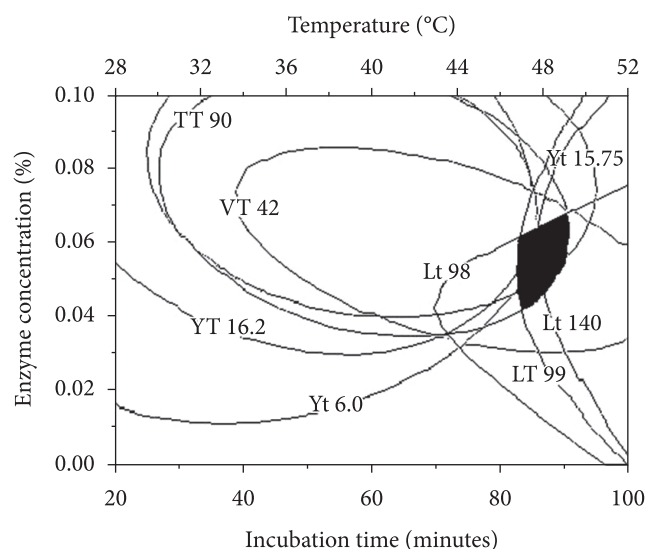 Temperature (°C)
28 32 36 40 44 48 52
0.10
TT 90
Yt 15.75
0.08
VT 42
Enzyme concentration (%)
0.06
Lt 98
0.04
YT 16.2
Lt 140
LT 99
0.02
Yt 6.0
0.00
20 40 60 80 100
Incubation time (minutes)